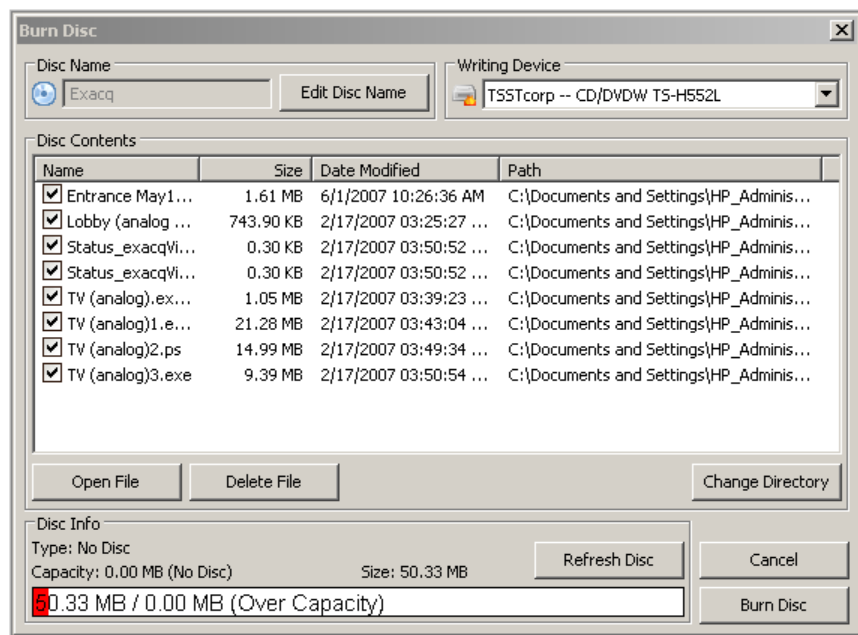 Burn Disc
Disc Name
Exacq
Edit Disc Name
Writing Device
TSSTcorp -- CD/DVDW TS-H552L
Disc Contents
Name Size Date Modified Path
Entrance May1... 1.61 MB 6/1/2007 10:26:36 AM C:\Documents and Settings\HP_Adminis...
Lobby (analog ... 743.90 KB 2/17/2007 03:25:27 ... C:\Documents and Settings\HP_Adminis...
Status_exacqVi... 0.30 KB 2/17/2007 03:50:52 ... C:\Documents and Settings\HP_Adminis...
Status_exacqVi... 0.30 KB 2/17/2007 03:50:52 ... C:\Documents and Settings\HP_Adminis...
TV (analog).ex... 1.05 MB 2/17/2007 03:39:23 ... C:\Documents and Settings\HP_Adminis...
TV (analog)1.e... 21.28 MB 2/17/2007 03:43:04 ... C:\Documents and Settings\HP_Adminis...
TV (analog)2.ps 14.99 MB 2/17/2007 03:49:34 ... C:\Documents and Settings\HP_Adminis...
TV (analog)3.exe 9.39 MB 2/17/2007 03:50:54 ... C:\Documents and Settings\HP_Adminis...
Open File Delete File Change Directory
Disc Info
Type: No Disc
Capacity: 0.00 MB (No Disc) Size: 50.33 MB
Refresh Disc
Cancel
50.33 MB / 0.00 MB (Over Capacity)
Burn Disc